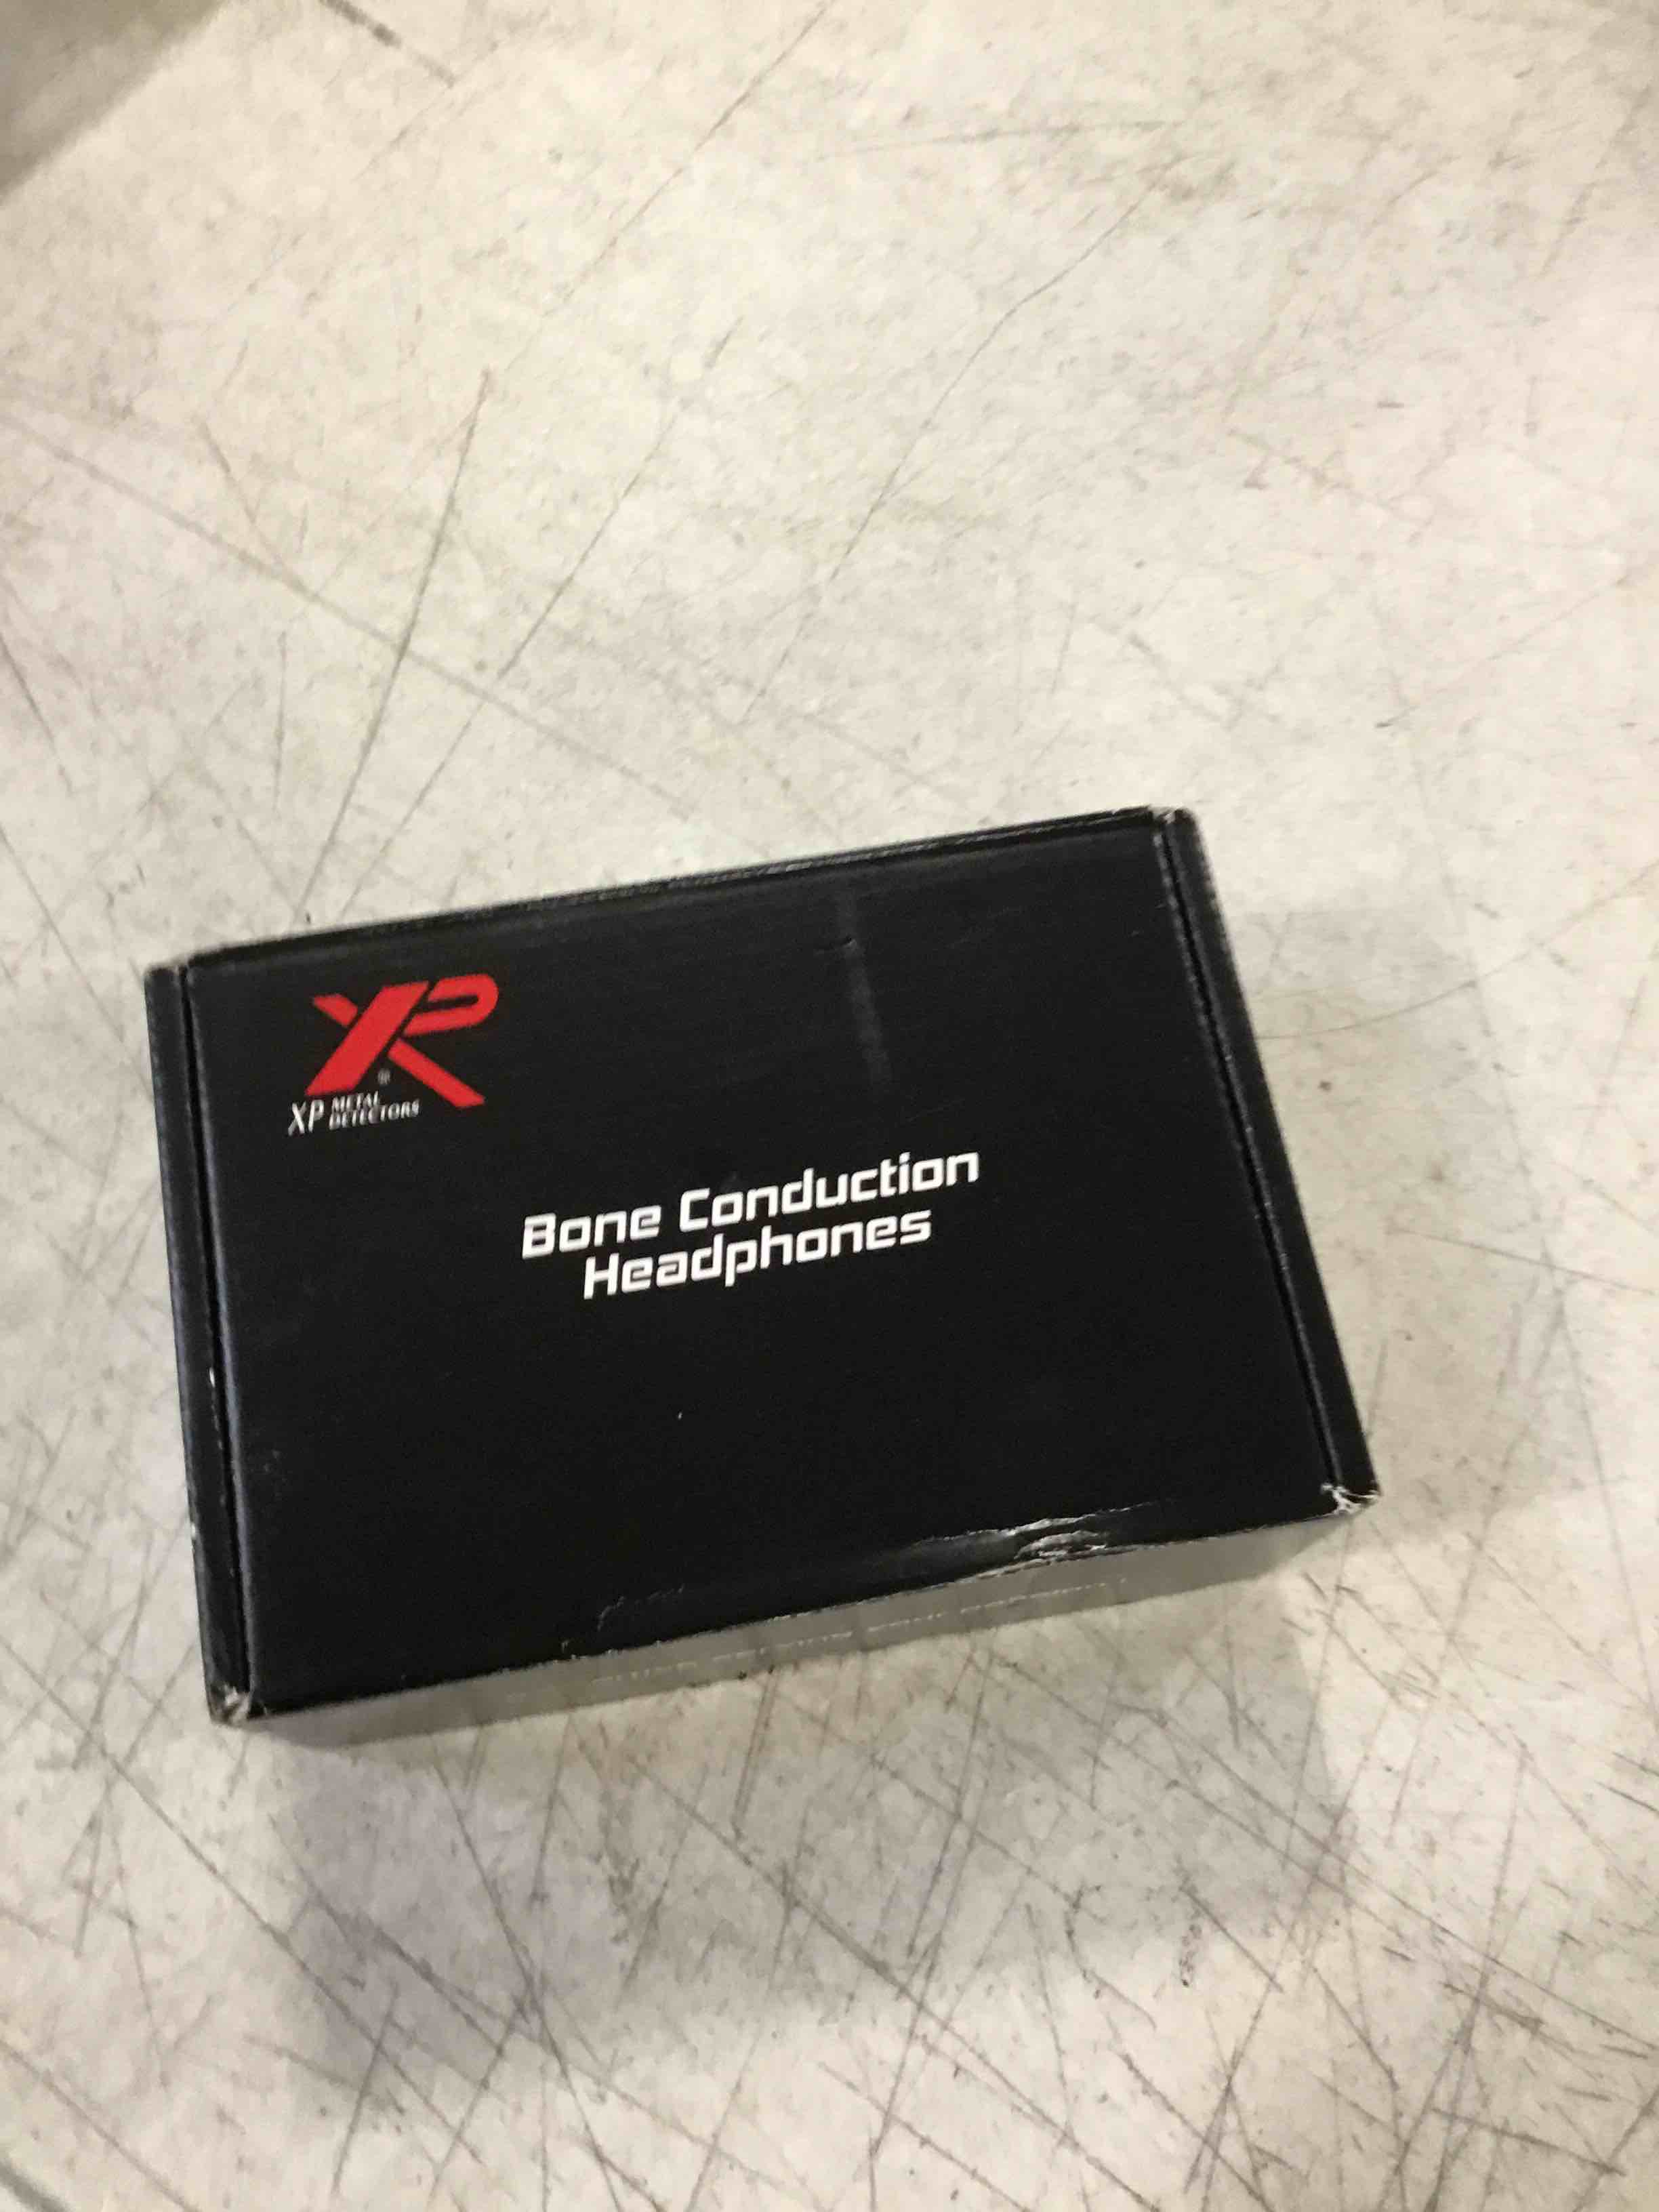 XP
®
XP METAL
DETECTORS
Bone Conduction
Headphones